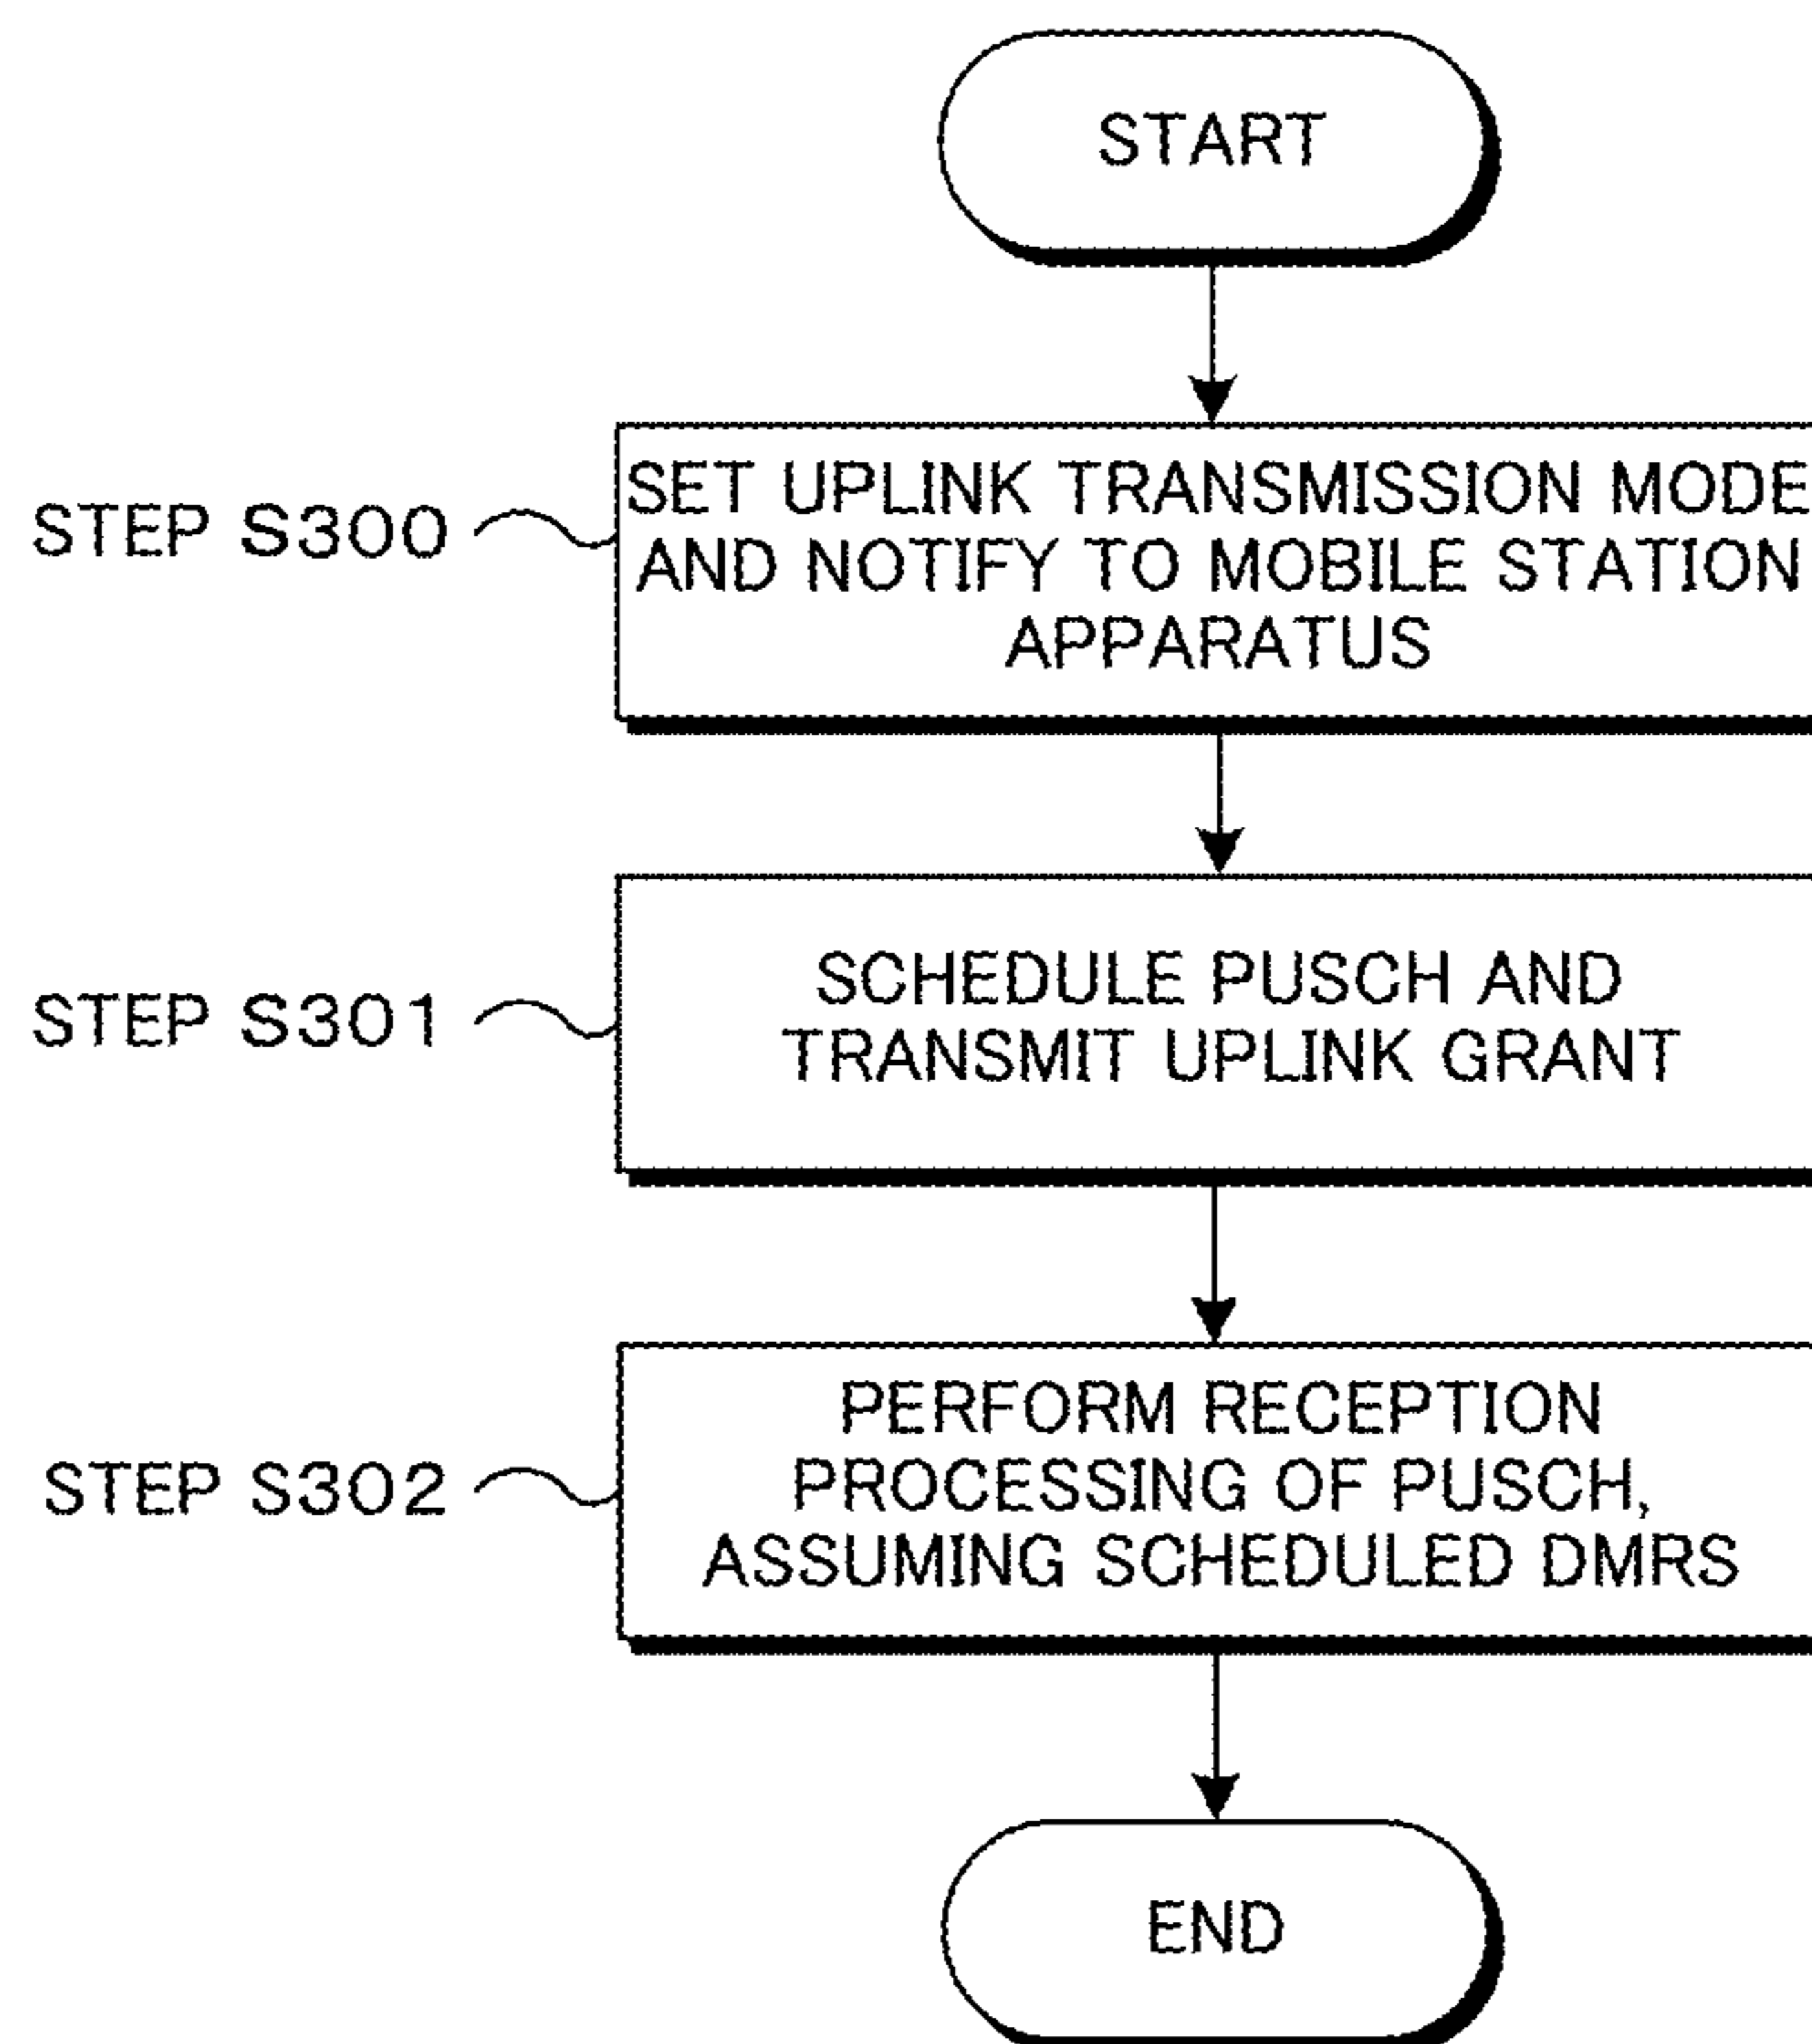 START
STEP S300
SET UPLINK TRANSMISSION MODE
AND NOTIFY TO MOBILE STATION
APPARATUS
STEP S301
SCHEDULE PUSCH AND
TRANSMIT UPLINK GRANT
STEP S302
PERFORM RECEPTION
PROCESSING OF PUSCH,
ASSUMING SCHEDULED DMRS
END